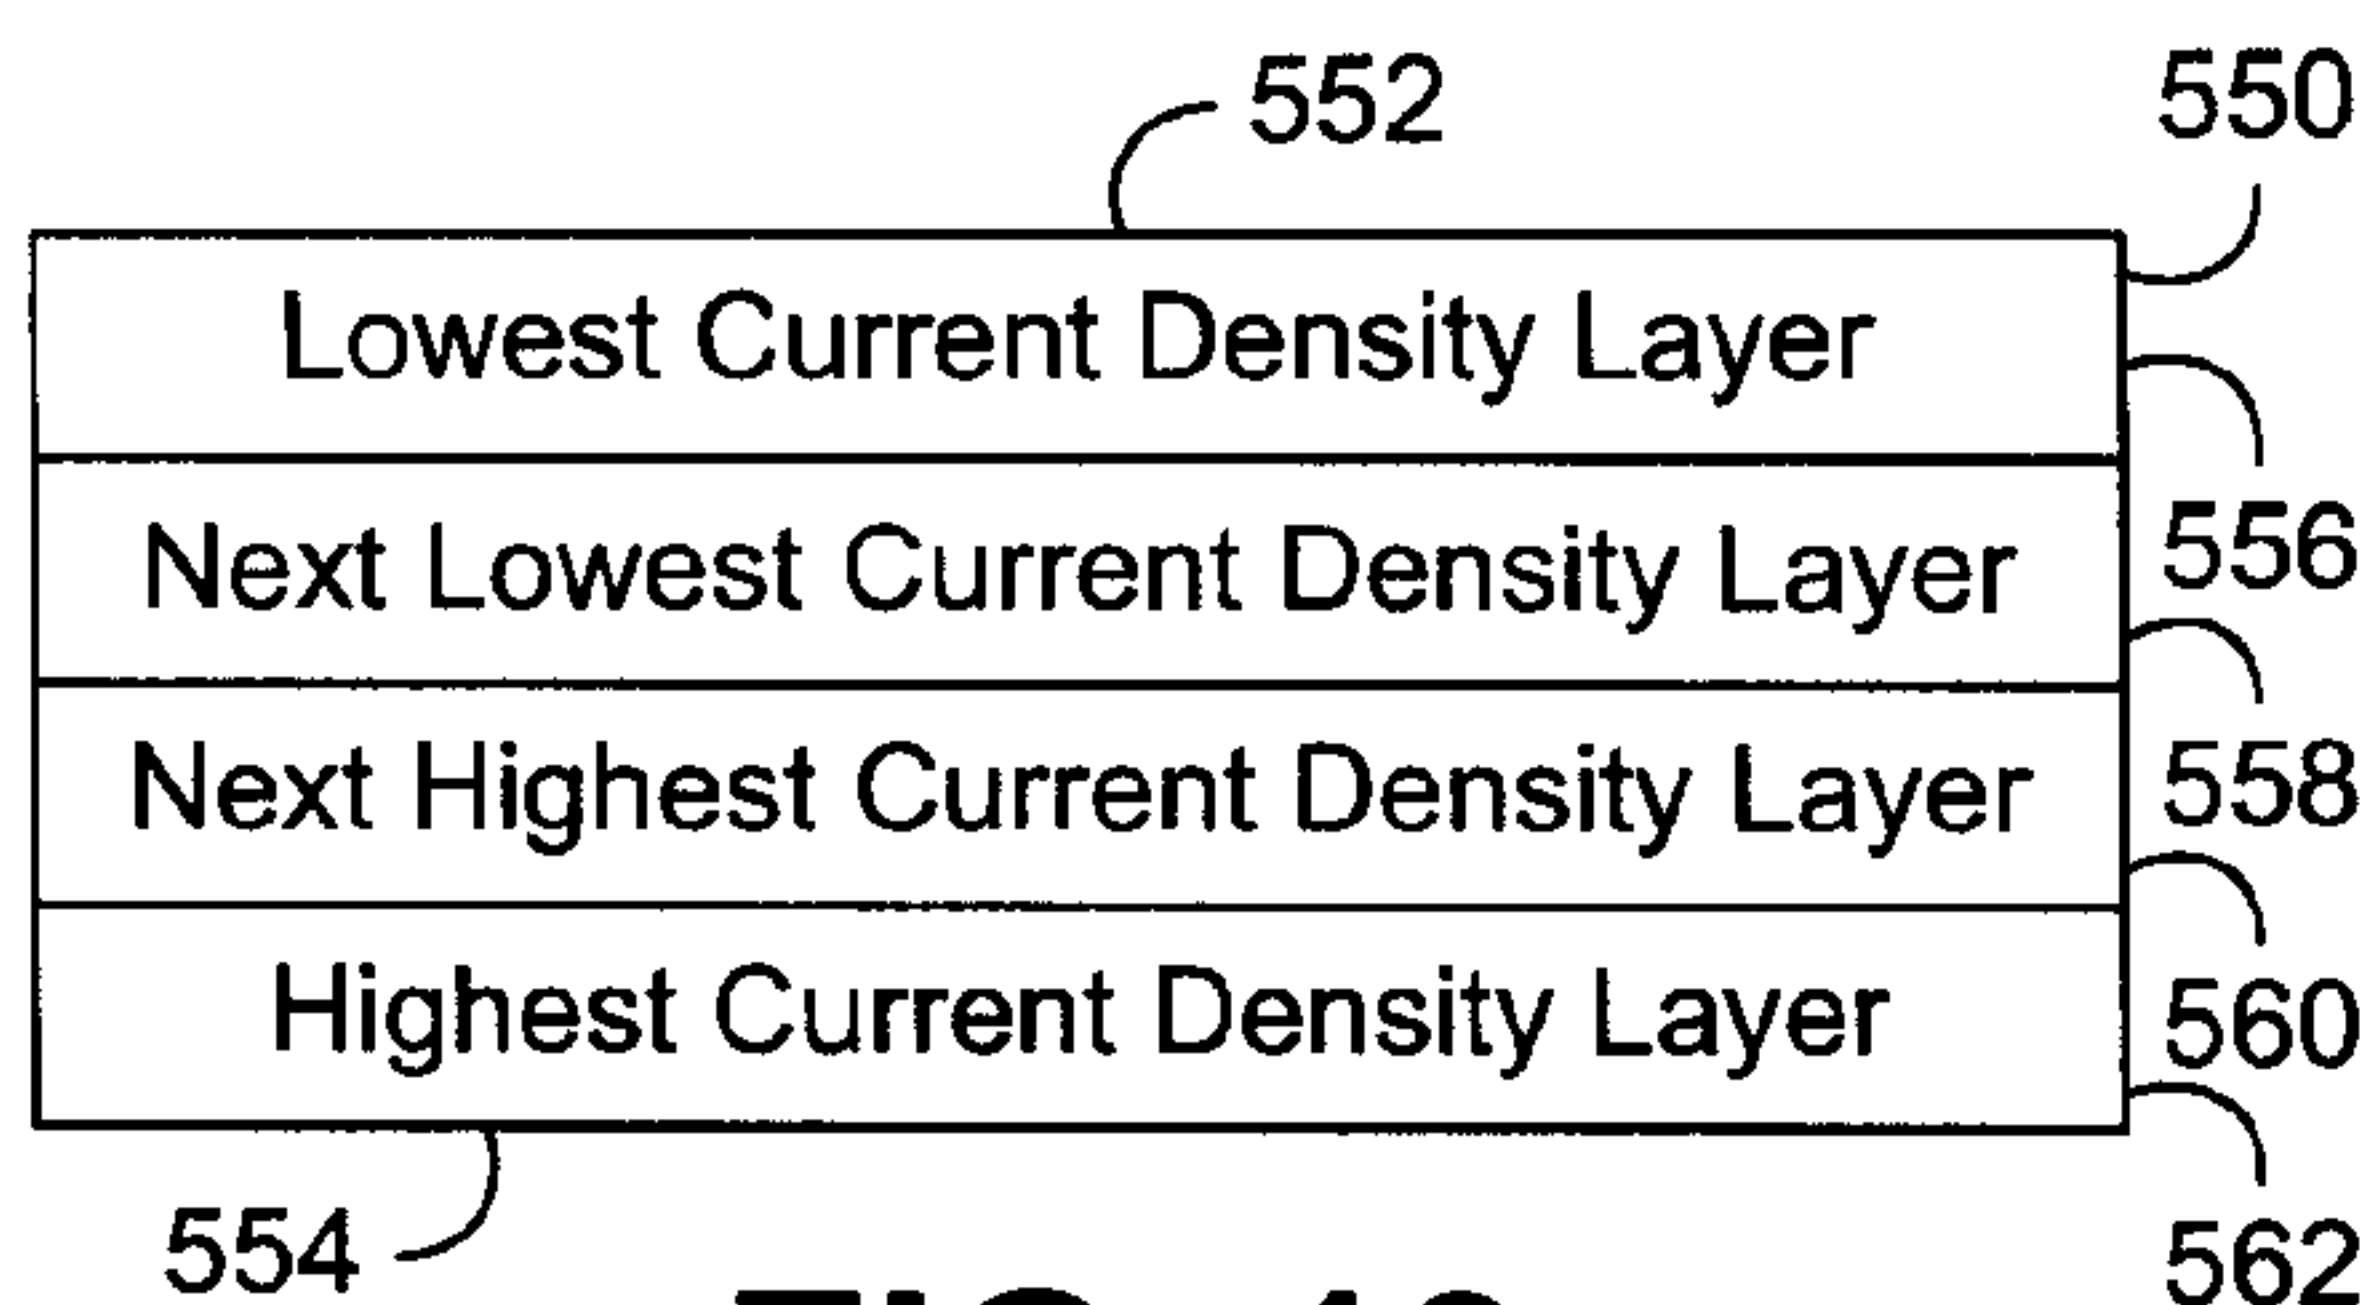 552
550
Lowest Current Density Layer
556
Next Lowest Current Density Layer
558
Next Highest Current Density Layer
560
Highest Current Density Layer
562
554